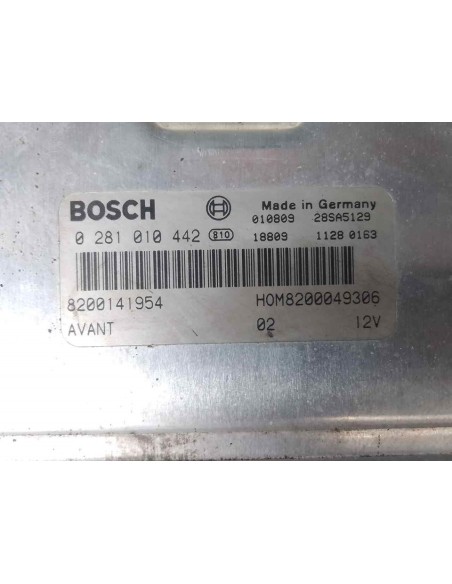 BOSCH Made in Germany
010809 28SA5129
0 281 010 442 810 18809 1128 0163
8200141954 HOM8200049306
AVANT 02 12V